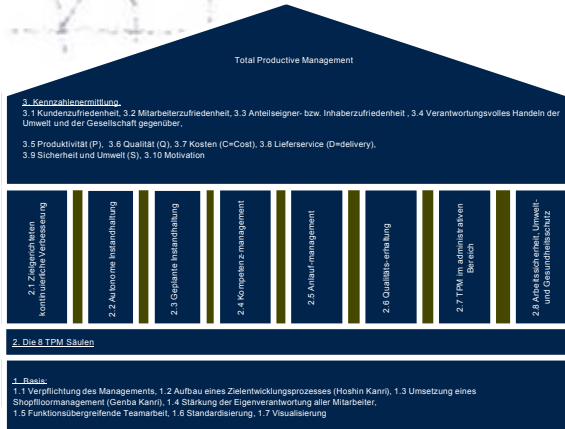 Total Productive Management
3. Kennzahlenermittlung
3.1 Kundenzufriedenheit, 3.2 Mitarbeiterzufriedenheit, 3.3 Anteilseigner- bzw. Inhaberzufriedenheit , 3.4 Verantwortungsvolles Handeln der
Umwelt und der Gesellschaft gegenüber,
3.5 Produktivität (P), 3.6 Qualität (Q), 3.7 Kosten (C=Cost), 3.8 Lieferservice (D=delivery),
3.9 Sicherheit und Umwelt (S), 3.10 Motivation
2.1 Zielgerichteten
kontinuierliche Verbesserung
2.2 Autonome Instandhaltung
2.3 Geplante Instandhaltung
2.4 Kompetenz-management
2.5 Anlauf-management
2.6 Qualitäts-erhaltung
2.7 TPM im administrativen
Bereich
2.8 Arbeitssicherheit, Umwelt-
und Gesundheitsschutz
2. Die 8 TPM Säulen
1. Basis:
1.1 Verpflichtung des Managements, 1.2 Aufbau eines Zielentwicklungsprozesses (Hoshin Kanri), 1.3 Umsetzung eines
Shopfloormanagement (Genba Kanri), 1.4 Stärkung der Eigenverantwortung aller Mitarbeiter,
1.5 Funktionsübergreifende Teamarbeit, 1.6 Standardisierung, 1.7 Visualisierung